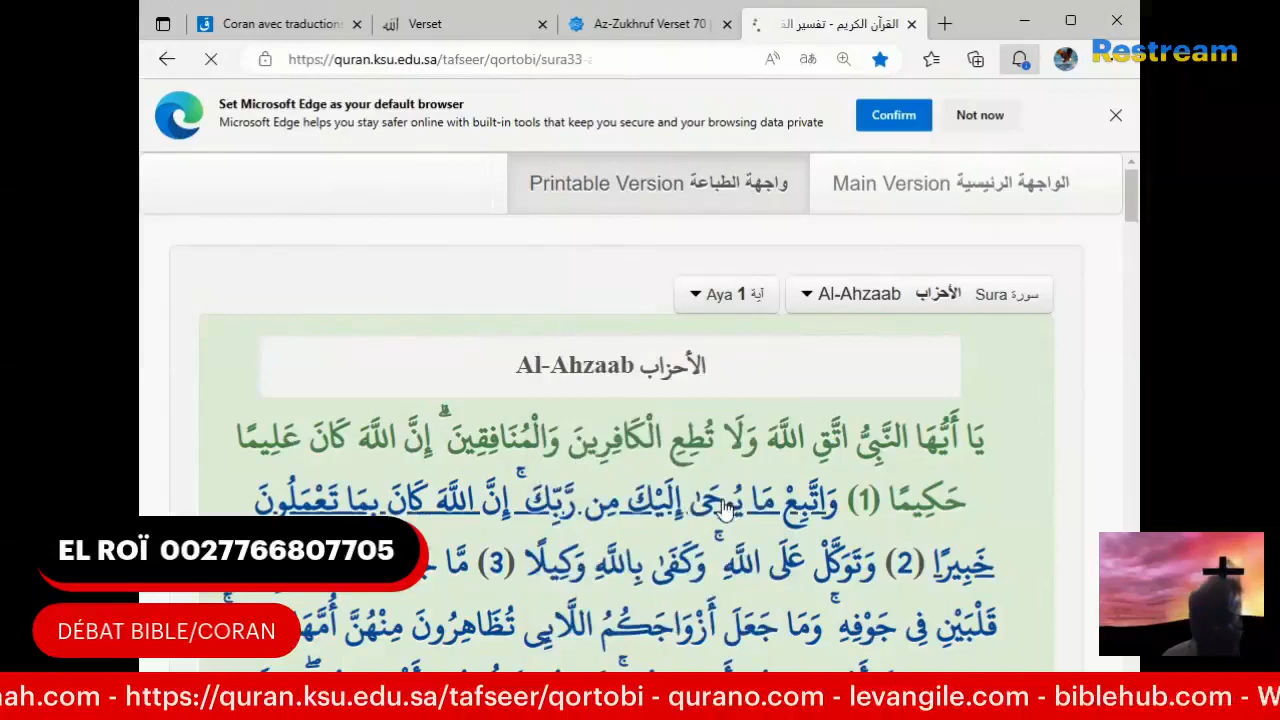 Coran avec traduction
Verset
Az-Zukhruf Verset 70
القرآن الكريم - تفسير الق
https://quran.ksu.edu.sa/tafseer/qortobi/sura33-
Restream
Set Microsoft Edge as your default browser
Microsoft Edge helps you stay safer online with built-in tools that keep you secure and your browsing data private
Confirm
Not now
Printable Version واجهة الطباعة
Main Version الواجهة الرئيسية
Aya 1 آية
Al-Ahzaab الأحزاب Sura سورة
Al-Ahzaab الأحزاب
يَا أَيُّهَا النَّبِيُّ اتَّقِ اللَّهَ وَلَا تُطِعِ الْكَافِرِينَ وَالْمُنَافِقِينَ ۗ إِنَّ اللَّهَ كَانَ عَلِيمًا
حَكِيمًا (1) وَاتَّبِعْ مَا يُوحَىٰ إِلَيْكَ مِن رَّبِّكَ ۚ إِنَّ اللَّهَ كَانَ بِمَا تَعْمَلُونَ
خَبِيرًا (2) وَتَوَكَّلْ عَلَى اللَّهِ ۚ وَكَفَىٰ بِاللَّهِ وَكِيلًا (3) مَّا
قَلْبَيْنِ فِي جَوْفِهِ ۚ وَمَا جَعَلَ أَزْوَاجَكُمُ اللَّائِي تُظَاهِرُونَ مِنْهُنَّ
EL ROÏ 0027766807705
DÉBAT BIBLE/CORAN
nah.com - https://quran.ksu.edu.sa/tafseer/qortobi - qurano.com - levangile.com - biblehub.com - W